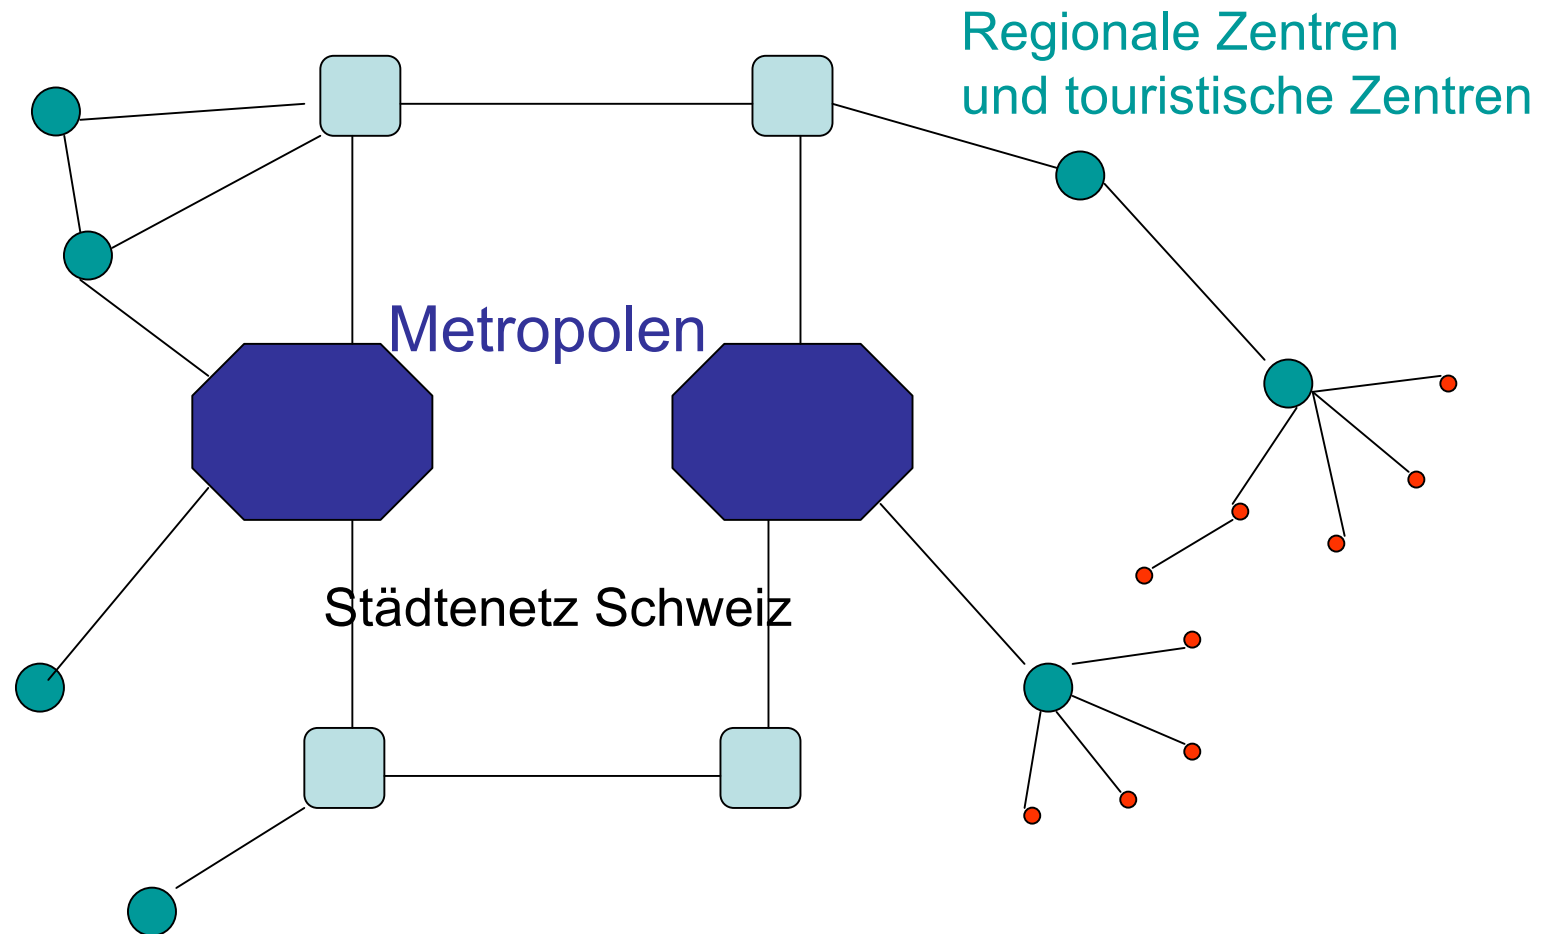 Regionale Zentren
und touristische Zentren
Metropolen
Städtenetz Schweiz